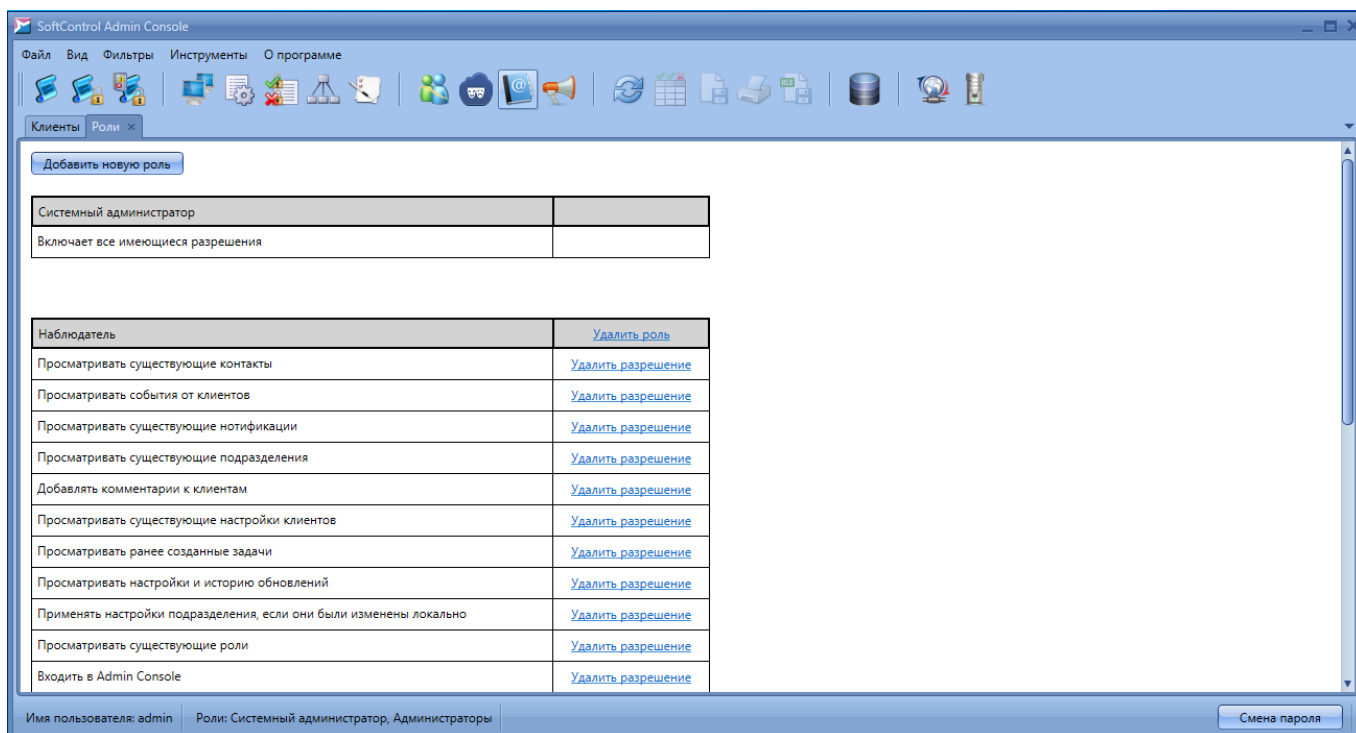 SoftControl Admin Console
Файл Вид Фильтры Инструменты О программе
Клиенты Роли
Добавить новую роль
Системный администратор
Включает все имеющиеся разрешения
Наблюдатель Удалить роль
Просматривать существующие контакты Удалить разрешение
Просматривать события от клиентов Удалить разрешение
Просматривать существующие нотификации Удалить разрешение
Просматривать существующие подразделения Удалить разрешение
Добавлять комментарии к клиентам Удалить разрешение
Просматривать существующие настройки клиентов Удалить разрешение
Просматривать ранее созданные задачи Удалить разрешение
Просматривать настройки и историю обновлений Удалить разрешение
Применять настройки подразделения, если они были изменены локально Удалить разрешение
Просматривать существующие роли Удалить разрешение
Входить в Admin Console Удалить разрешение
Имя пользователя: admin Роли: Системный администратор, Администраторы Смена пароля